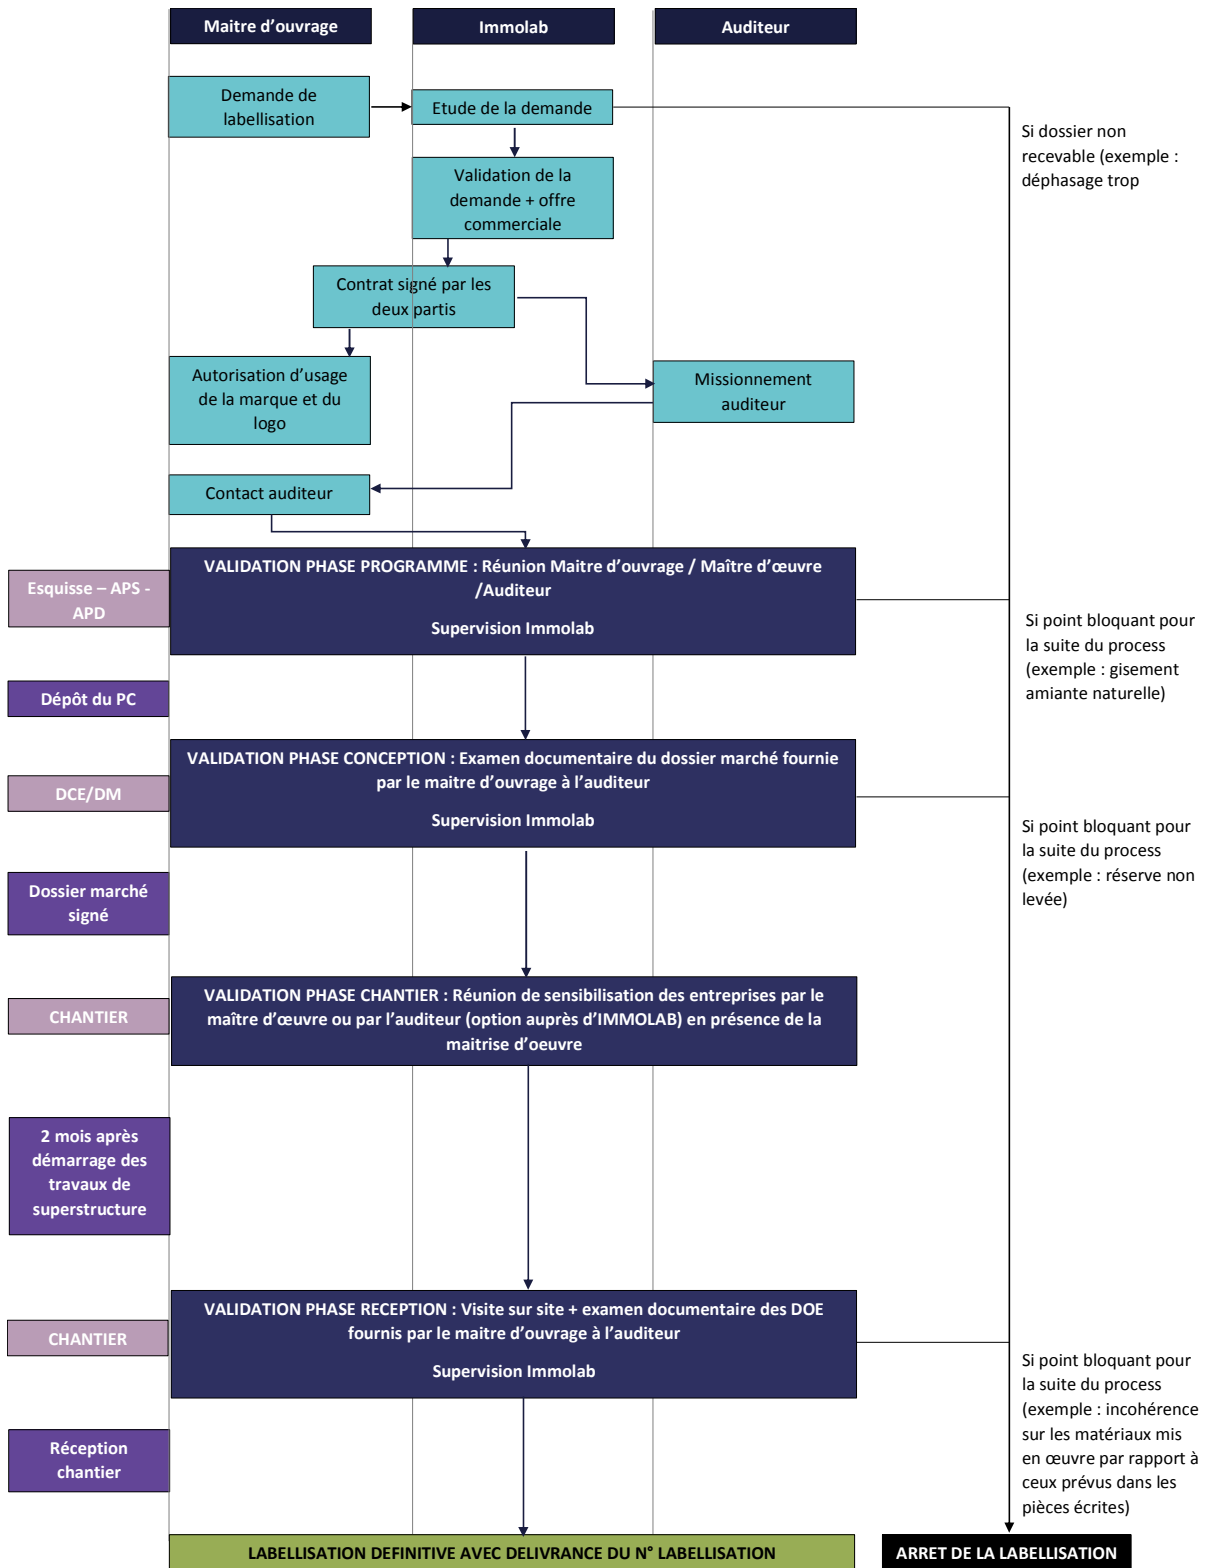 Maitre d'ouvrage
Immolab
Auditeur
Demande de
labellisation
Etude de la demande
Si dossier non
recevable (exemple :
déphasage trop
Validation de la
demande + offre
commerciale
Contrat signé par les
deux partis
Autorisation d'usage
de la marque et du
logo
Missionnement
auditeur
Contact auditeur
Esquisse – APS -
APD
VALIDATION PHASE PROGRAMME : Réunion Maitre d'ouvrage / Maître d'œuvre
/Auditeur
Supervision Immolab
Si point bloquant pour
la suite du process
(exemple : gisement
amiante naturelle)
Dépôt du PC
VALIDATION PHASE CONCEPTION : Examen documentaire du dossier marché fournie
par le maitre d'ouvrage à l'auditeur
Supervision Immolab
DCE/DM
Si point bloquant pour
la suite du process
(exemple : réserve non
levée)
Dossier marché
signé
CHANTIER
VALIDATION PHASE CHANTIER : Réunion de sensibilisation des entreprises par le
maître d'œuvre ou par l'auditeur (option auprès d'IMMOLAB) en présence de la
maitrise d'oeuvre
2 mois après
démarrage des
travaux de
superstructure
CHANTIER
VALIDATION PHASE RECEPTION : Visite sur site + examen documentaire des DOE
fournis par le maitre d'ouvrage à l'auditeur
Supervision Immolab
Si point bloquant pour
la suite du process
(exemple : incohérence
sur les matériaux mis
en œuvre par rapport à
ceux prévus dans les
pièces écrites)
Réception
chantier
LABELLISATION DEFINITIVE AVEC DELIVRANCE DU N° LABELLISATION
ARRET DE LA LABELLISATION